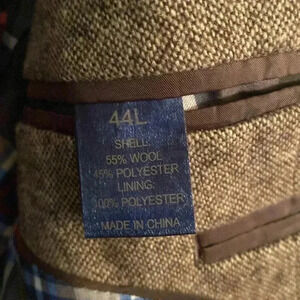 44L
SHELL:
55% WOOL
45% POLYESTER
LINING:
100% POLYESTER
MADE IN CHINA